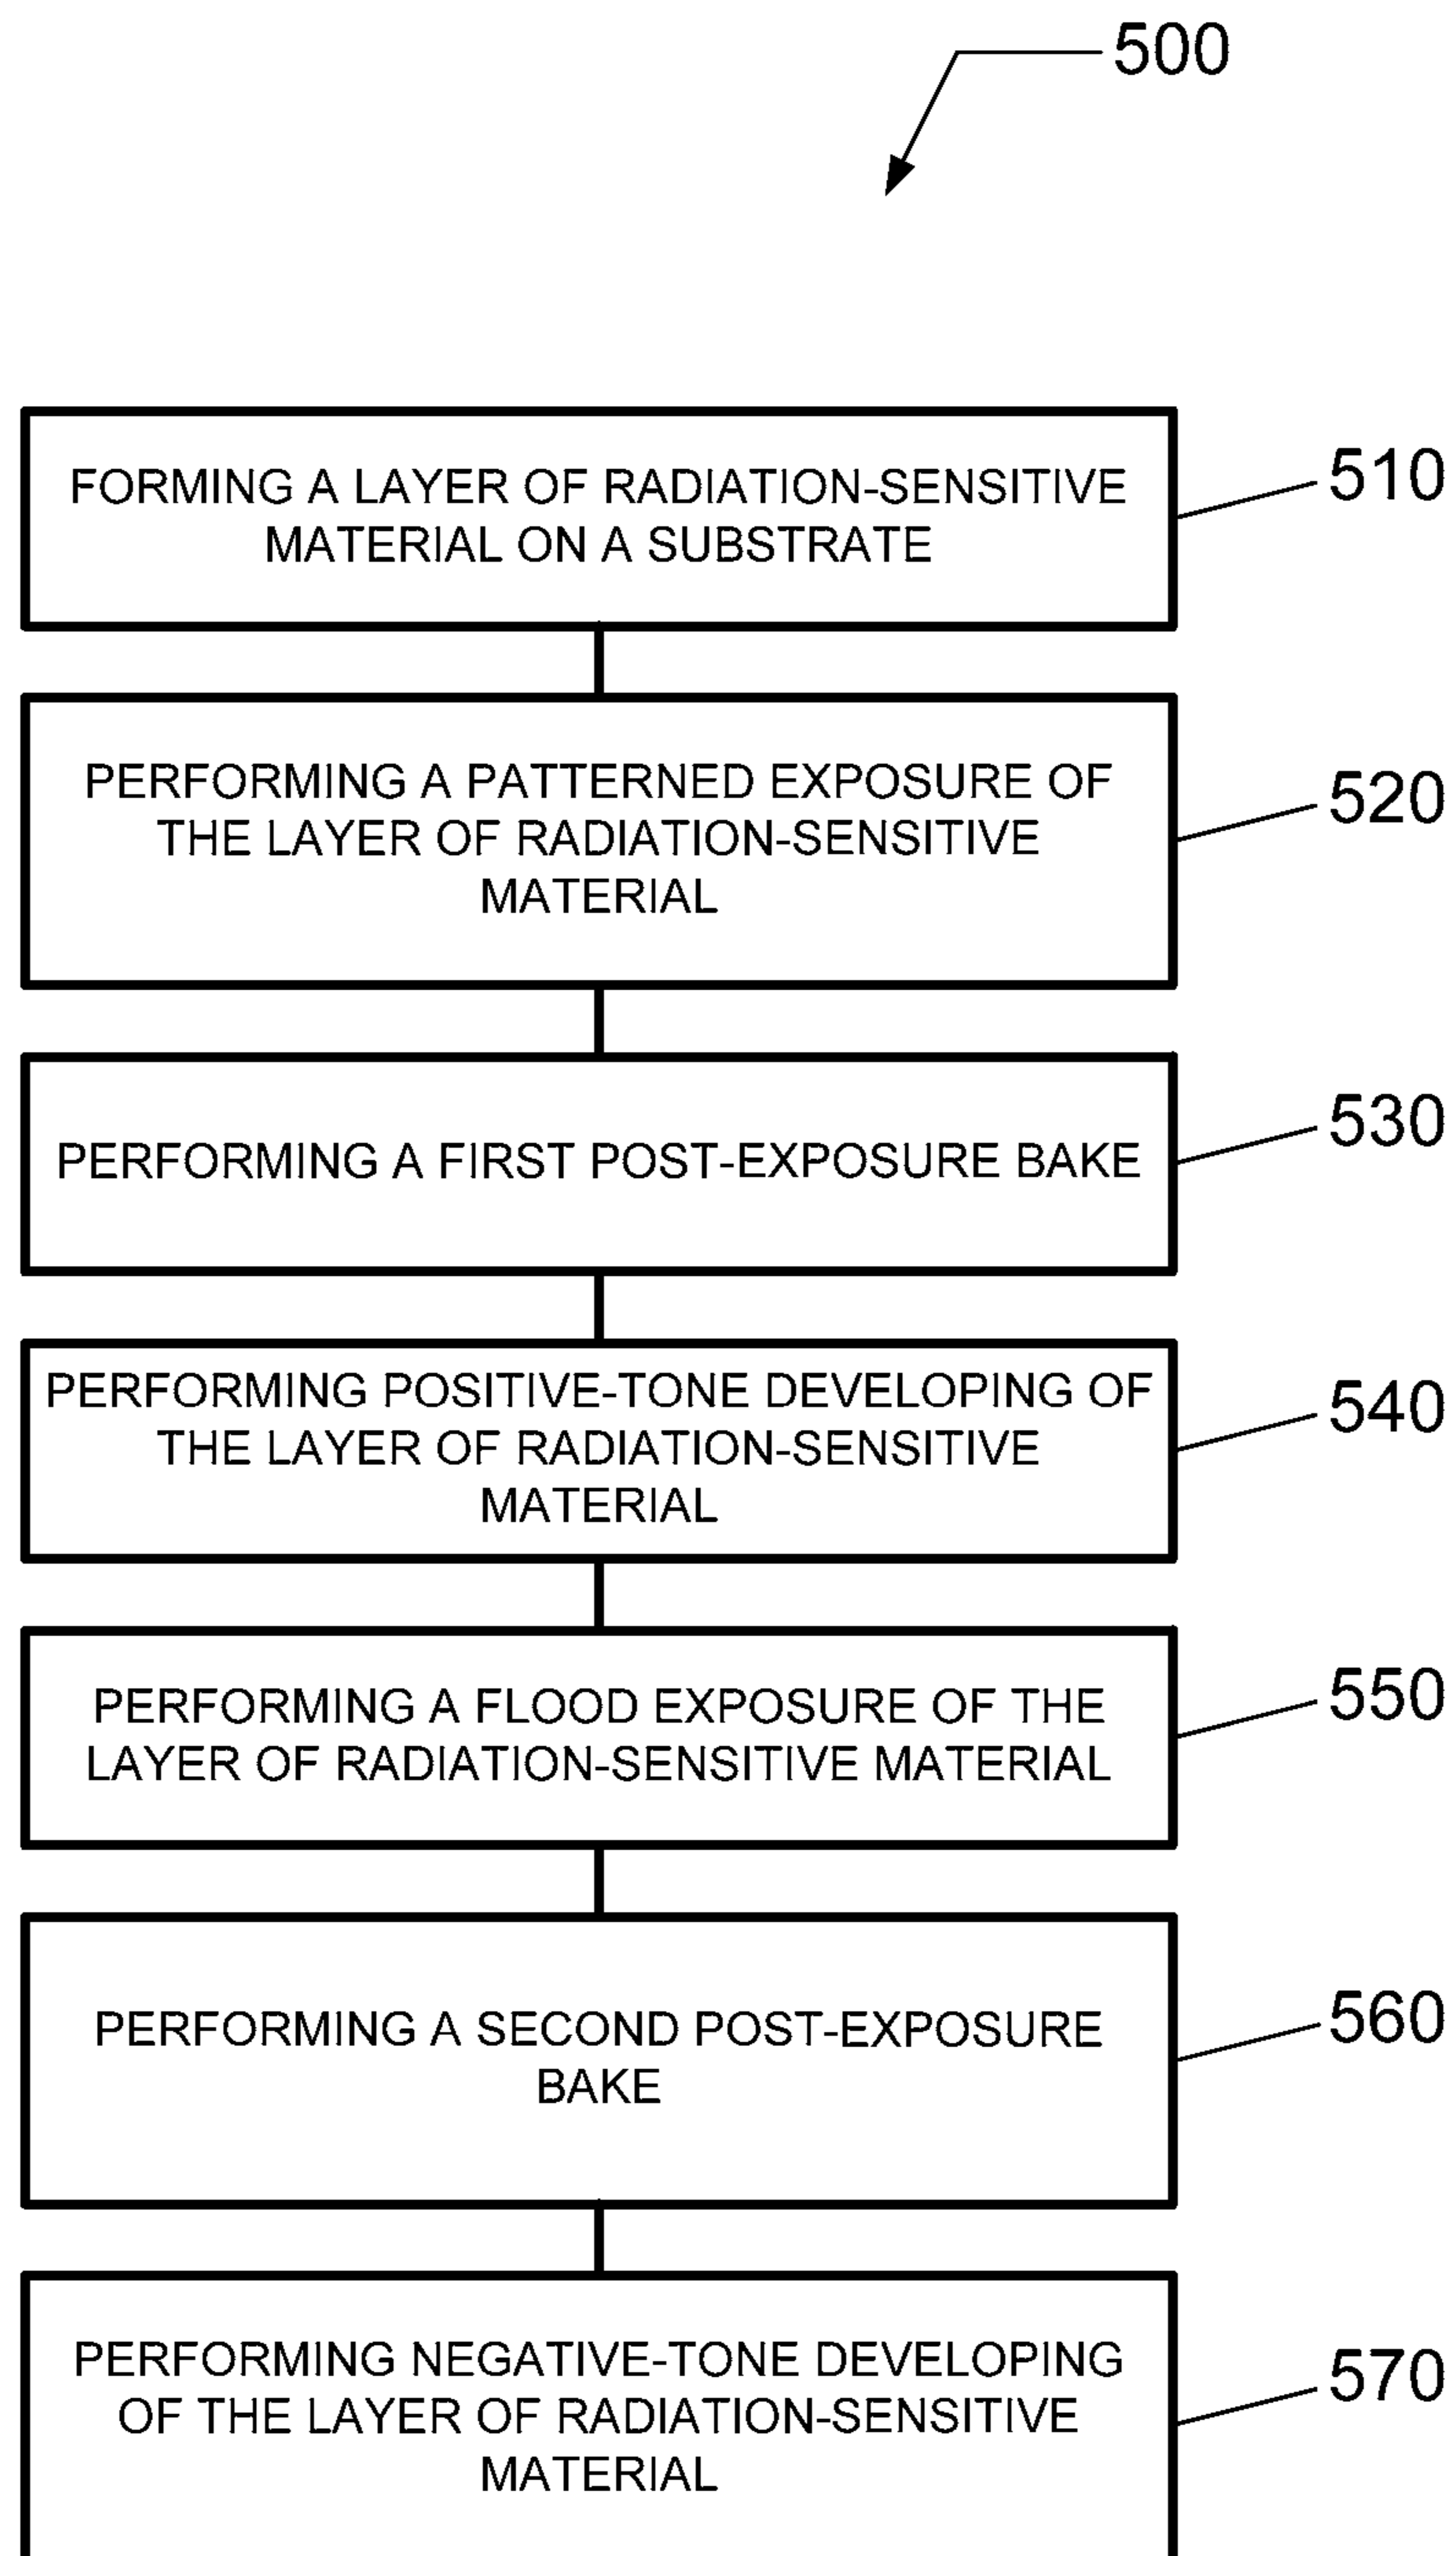 500
FORMING A LAYER OF RADIATION-SENSITIVE
MATERIAL ON A SUBSTRATE
510
PERFORMING A PATTERNED EXPOSURE OF
THE LAYER OF RADIATION-SENSITIVE
MATERIAL
520
PERFORMING A FIRST POST-EXPOSURE BAKE
530
PERFORMING POSITIVE-TONE DEVELOPING OF
THE LAYER OF RADIATION-SENSITIVE
MATERIAL
540
PERFORMING A FLOOD EXPOSURE OF THE
LAYER OF RADIATION-SENSITIVE MATERIAL
550
PERFORMING A SECOND POST-EXPOSURE
BAKE
560
PERFORMING NEGATIVE-TONE DEVELOPING
OF THE LAYER OF RADIATION-SENSITIVE
MATERIAL
570